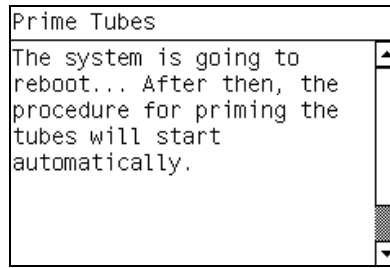 Prime Tubes
The system is going to
reboot... After then, the
procedure for priming the
tubes will start
automatically.